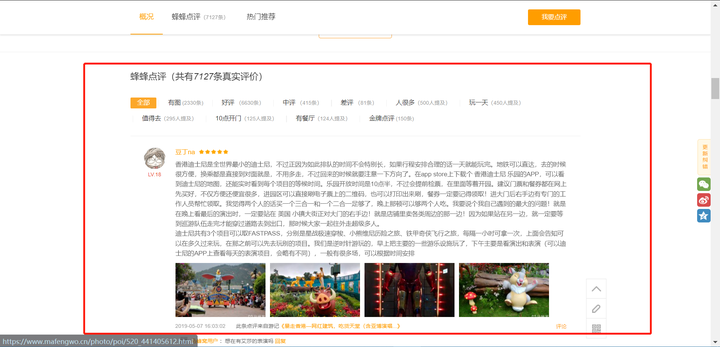 概况 蜂蜂点评 (7127条) 热门推荐 我要点评
蜂蜂点评（共有7127条真实评价）
全部 有图 (2300条) 好评 (6600条) 中评 (415条) 差评 (81条) 人很多 (500人提及) 玩一天 (450人提及)
值得去 (250人提及) 10点开门 (125人提及) 有餐厅 (124人提及) 金牌点评 (150条)
豆丁na ★★★★★
LV.18
香港迪士尼是全世界最小的迪士尼，不过正因为如此排队的时间不会特别长，如果行程安排合理的话一天就能玩完。地铁可以直达，去的时候
很方便，换乘都是直接到对面就是，不用多走，不过回来的时候就要注意一下方向了。在app store上下载个 香港迪士尼 乐园的APP，可以看
到迪士尼的地图，还能实时看到每个项目的等候时间。乐园开放时间是10点半，不过会提前检票，在里面等着开园。建议门票和餐券都在网上
先买好，不仅方便还便宜很多，进园区可以直接刷电子票上的二维码，也可以打印出来刷，餐券一定要记得领取！进大门后右手边有专门的工
作人员帮忙领取。我觉得两个人的话买一个三合一和一个二合一足够了，晚上那顿可以够两个人吃。我要说个我自己遇到的最大的问题！就是
在晚上看最后的演出时，一定要站在 美国 小镇大街正对大门的右手边！就是店铺里卖各类周边的那一边！因为如果站在另一边，就一定要等
到巡游队伍走完才能穿过道路去到出口，那时候大家一起往外走超级多人。
迪士尼共有3个项目可以取FASTPASS，分别是星战极速穿梭，小熊维尼历险之旅，铁甲奇侠飞行之旅，每隔一小时可拿一次，上面会告知可
以在多久过来玩，在那之前可以先去玩别的项目。我们是逆时针游玩的，早上把主要的一些游乐设施玩了，下午主要是看演出和表演（可以迪
士尼的APP上查看每天的表演项目，会略有不同），一般有很多场，可以根据时间安排
2019-05-07 16:03:52 此条点评来自游记 评论
https://www.mafengwo.cn/photo/poi/520_441405612.html
想在有艾莎的表演吗 回复